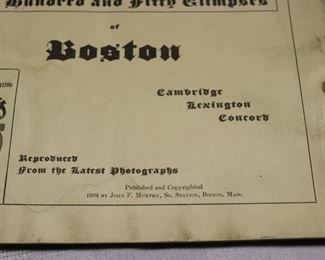 Hundred and Fifty Glimpses
of
Boston
Cambridge
Lexington
Concord
Reproduced
From the Latest Photographs
Published and Copyrighted
1904 by John F. Murphy, So. Station, Boston, Mass.